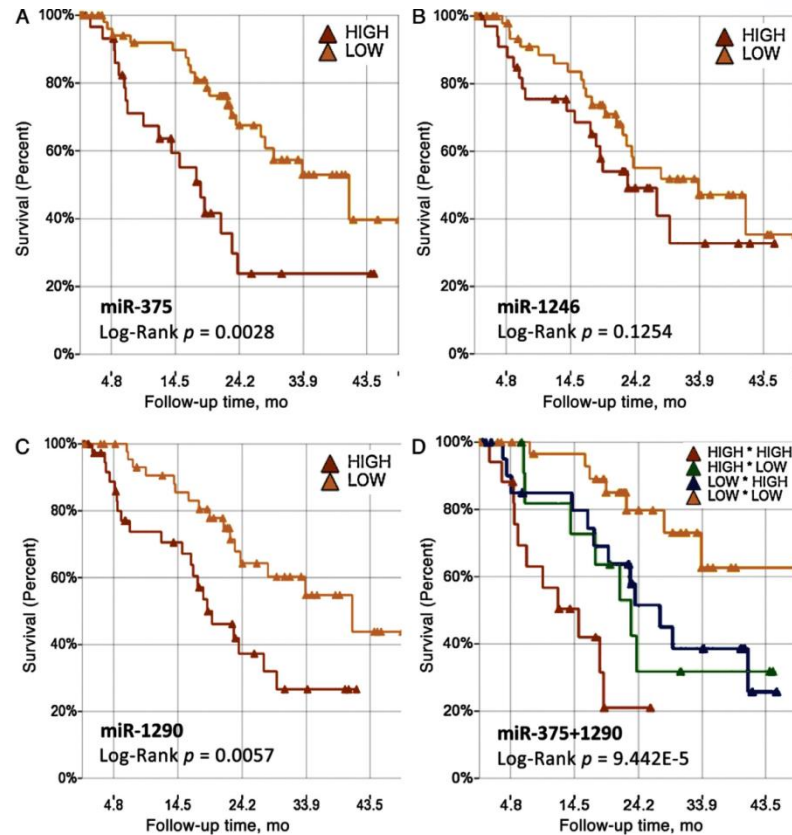 A
HIGH
LOW
100%
80%
60%
40%
20%
0%
Survival (Percent)
miR-375
Log-Rank p = 0.0028
4.8 14.5 24.2 33.9 43.5
Follow-up time, mo
B
HIGH
LOW
100%
80%
60%
40%
20%
0%
Survival (Percent)
miR-1246
Log-Rank p = 0.1254
4.8 14.5 24.2 33.9 43.5
Follow-up time, mo
C
HIGH
LOW
100%
80%
60%
40%
20%
0%
Survival (Percent)
miR-1290
Log-Rank p = 0.0057
4.8 14.5 24.2 33.9 43.5
Follow-up time, mo
D
HIGH * HIGH
HIGH * LOW
LOW * HIGH
LOW * LOW
100%
80%
60%
40%
20%
0%
Survival (Percent)
miR-375+1290
Log-Rank p = 9.442E-5
4.8 14.5 24.2 33.9 43.5
Follow-up time, mo